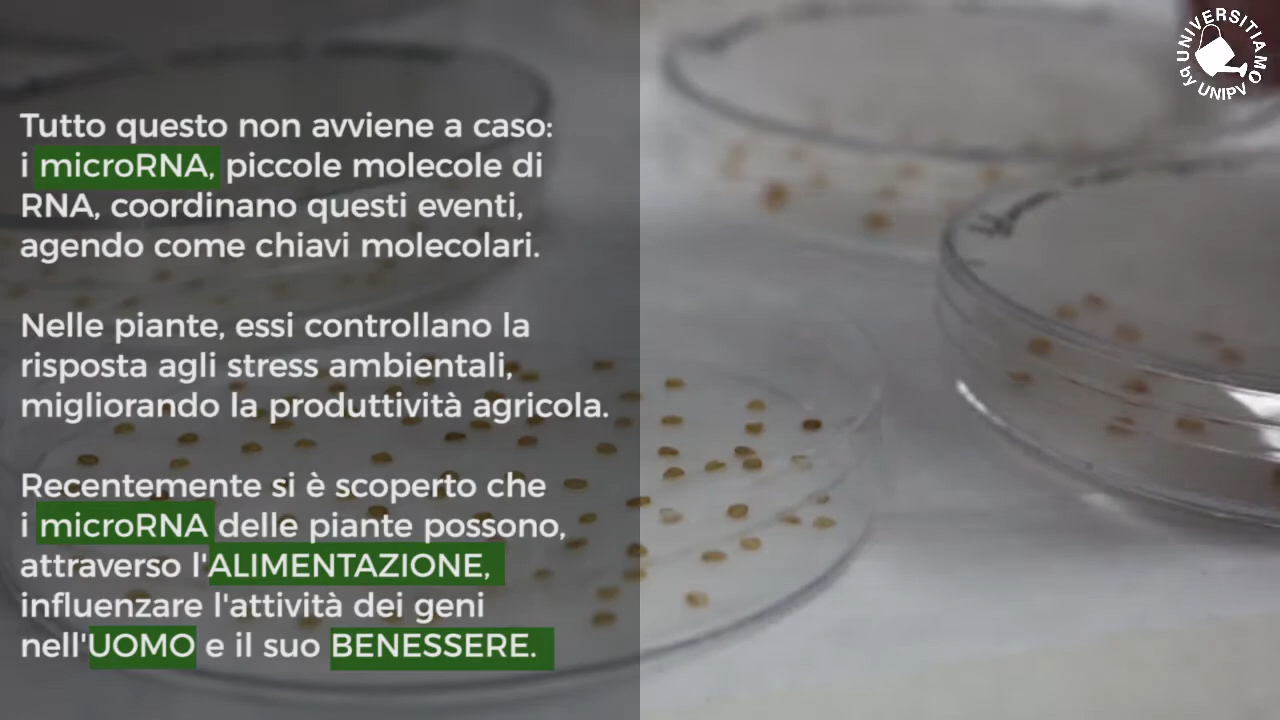 Tutto questo non avviene a caso:
i microRNA, piccole molecole di
RNA, coordinano questi eventi,
agendo come chiavi molecolari.
Nelle piante, essi controllano la
risposta agli stress ambientali,
migliorando la produttività agricola.
Recentemente si è scoperto che
i microRNA delle piante possono,
attraverso l'ALIMENTAZIONE,
influenzare l'attività dei geni
nell'UOMO e il suo BENESSERE.
UNIVERSITIAMO
by UNIPV